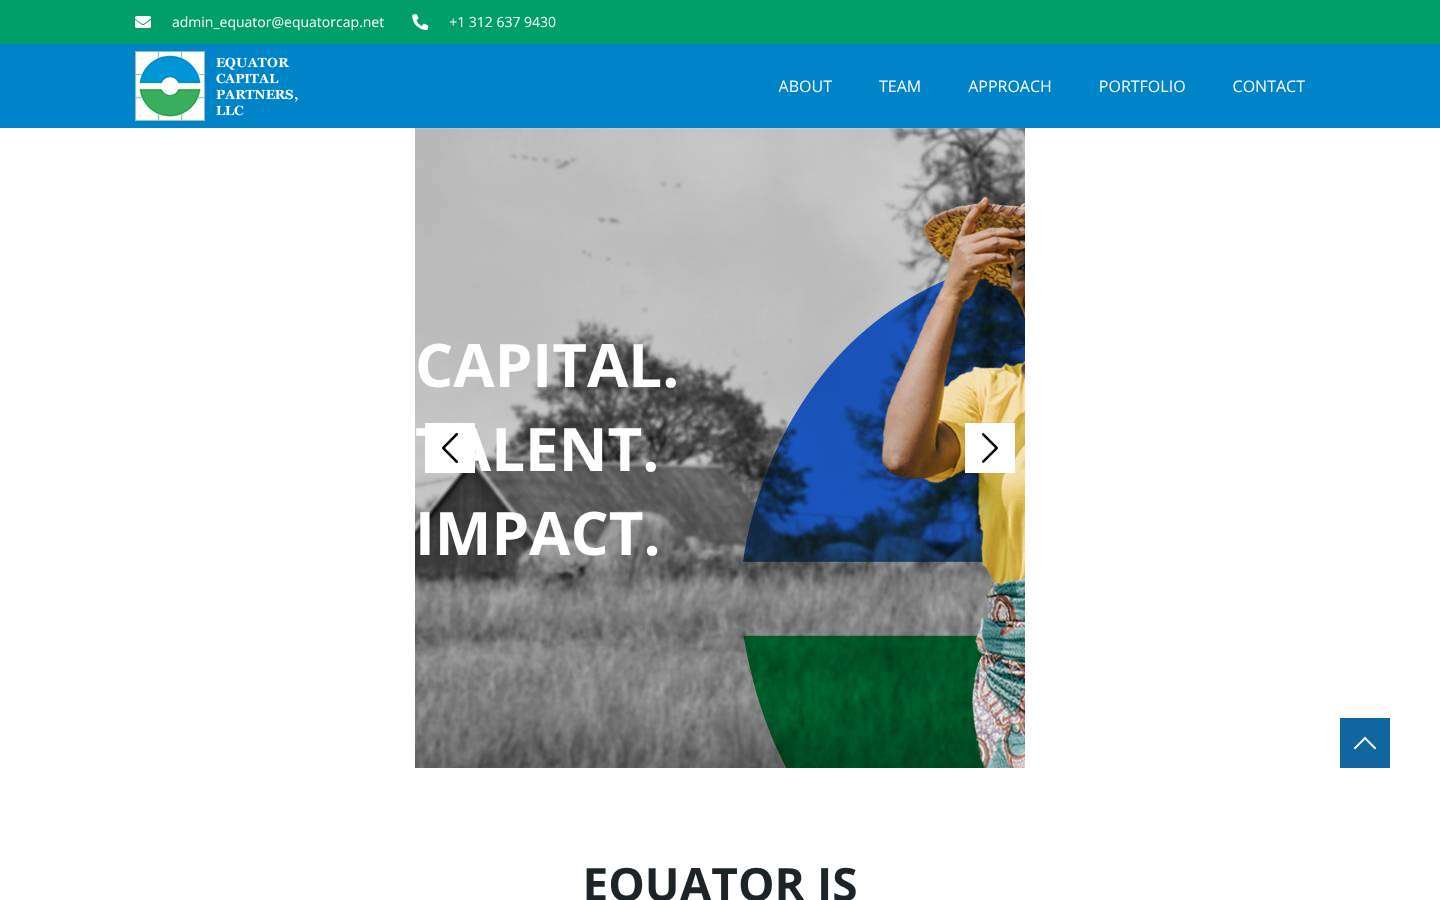 admin_equator@equatorcap.net
+1 312 637 9430
EQUATOR
CAPITAL
PARTNERS,
LLC
ABOUT
TEAM
APPROACH
PORTFOLIO
CONTACT
CAPITAL.
TALENT.
IMPACT.
EQUATOR IS